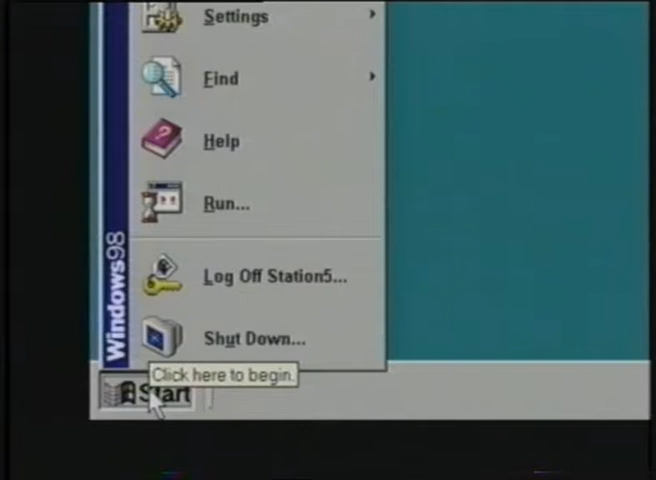 Settings
Find
Help
Run...
Log Off Station5...
Shut Down...
Windows98
Click here to begin.
Start